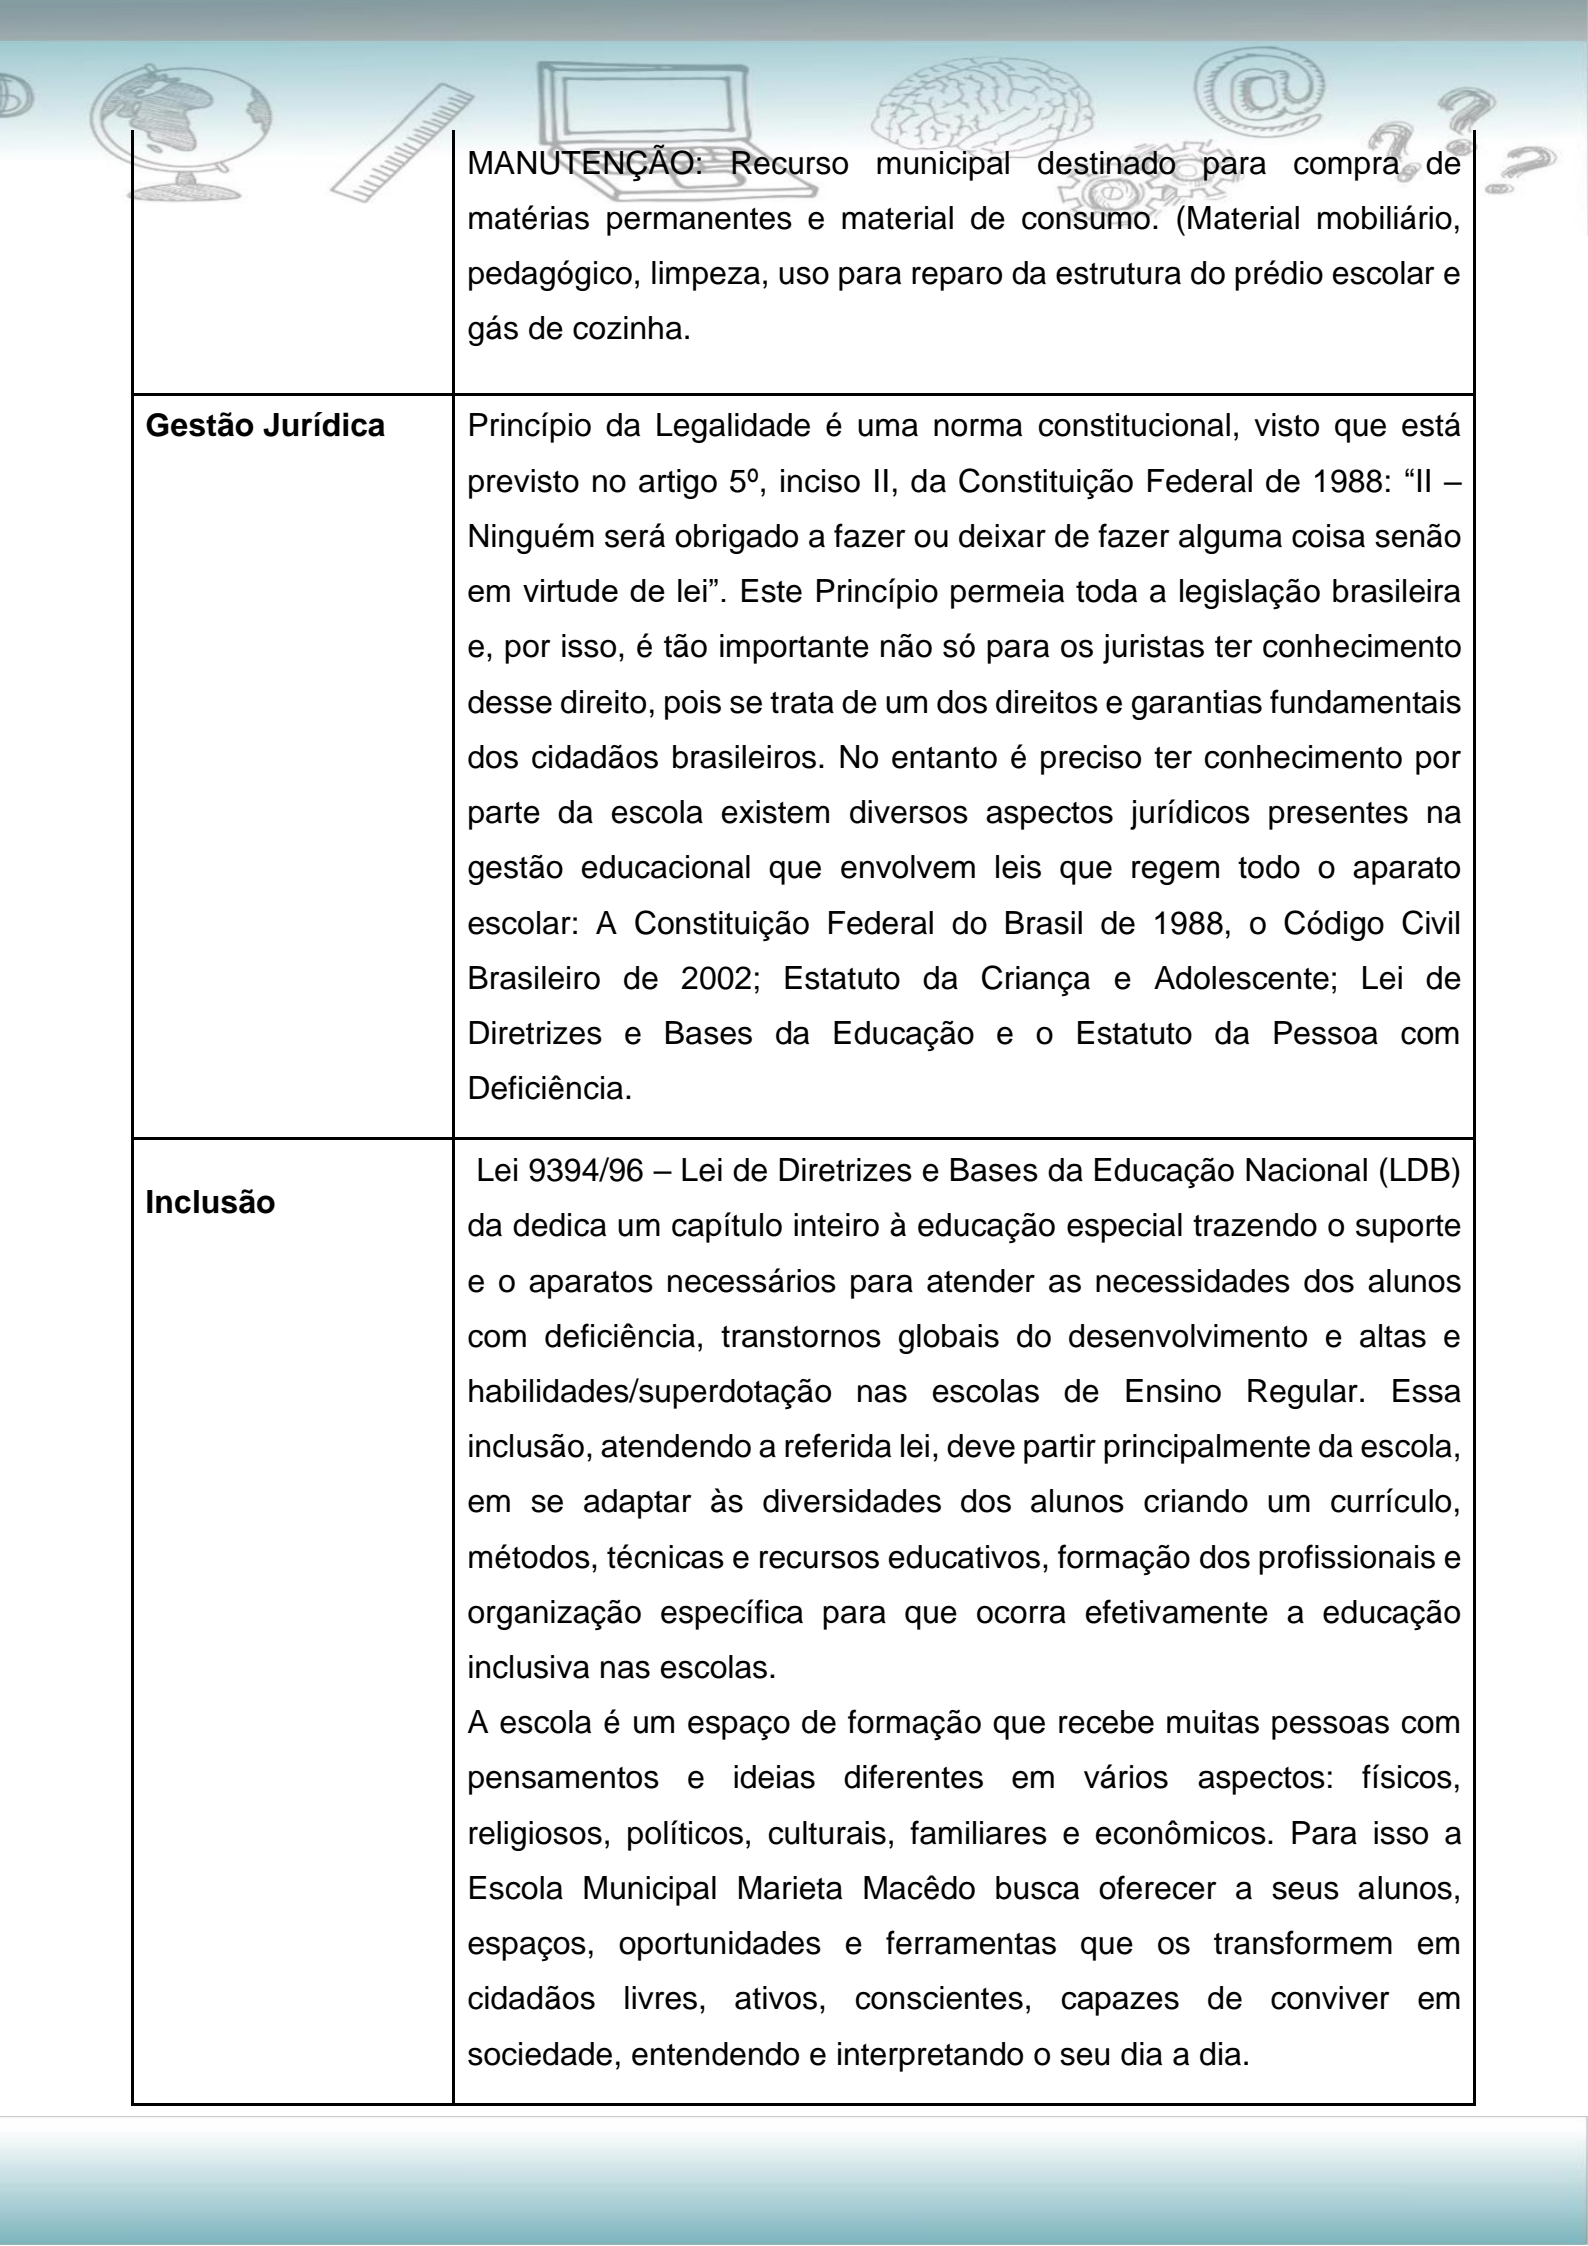 MANUTENÇÃO: Recurso municipal destinado para compra de
matérias permanentes e material de consumo. (Material mobiliário,
pedagógico, limpeza, uso para reparo da estrutura do prédio escolar e
gás de cozinha.
Gestão Jurídica
Princípio da Legalidade é uma norma constitucional, visto que está
previsto no artigo 5º, inciso II, da Constituição Federal de 1988: “II –
Ninguém será obrigado a fazer ou deixar de fazer alguma coisa senão
em virtude de lei”. Este Princípio permeia toda a legislação brasileira
e, por isso, é tão importante não só para os juristas ter conhecimento
desse direito, pois se trata de um dos direitos e garantias fundamentais
dos cidadãos brasileiros. No entanto é preciso ter conhecimento por
parte da escola existem diversos aspectos jurídicos presentes na
gestão educacional que envolvem leis que regem todo o aparato
escolar: A Constituição Federal do Brasil de 1988, o Código Civil
Brasileiro de 2002; Estatuto da Criança e Adolescente; Lei de
Diretrizes e Bases da Educação e o Estatuto da Pessoa com
Deficiência.
Inclusão
Lei 9394/96 – Lei de Diretrizes e Bases da Educação Nacional (LDB)
da dedica um capítulo inteiro à educação especial trazendo o suporte
e o aparatos necessários para atender as necessidades dos alunos
com deficiência, transtornos globais do desenvolvimento e altas e
habilidades/superdotação nas escolas de Ensino Regular. Essa
inclusão, atendendo a referida lei, deve partir principalmente da escola,
em se adaptar às diversidades dos alunos criando um currículo,
métodos, técnicas e recursos educativos, formação dos profissionais e
organização específica para que ocorra efetivamente a educação
inclusiva nas escolas.
A escola é um espaço de formação que recebe muitas pessoas com
pensamentos e ideias diferentes em vários aspectos: físicos,
religiosos, políticos, culturais, familiares e econômicos. Para isso a
Escola Municipal Marieta Macêdo busca oferecer a seus alunos,
espaços, oportunidades e ferramentas que os transformem em
cidadãos livres, ativos, conscientes, capazes de conviver em
sociedade, entendendo e interpretando o seu dia a dia.